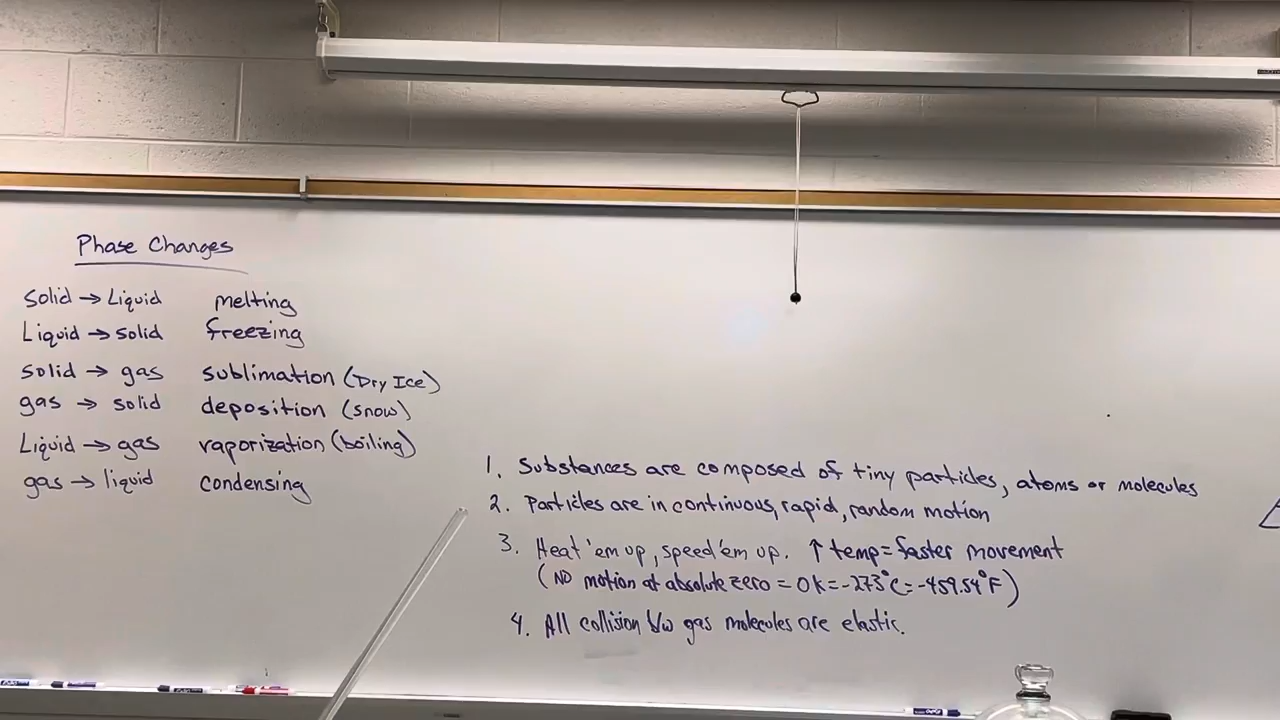 Phase Changes
Solid → Liquid melting
Liquid → solid freezing
solid → gas sublimation (Dry Ice)
gas → solid deposition (snow)
Liquid → gas vaporization (boiling)
gas → liquid condensing
1. Substances are composed of tiny particles, atoms or molecules
2. Particles are in continuous, rapid, random motion
3. Heat 'em up, speed 'em up. ↑ temp = faster movement
(No motion at absolute zero = 0K = -273°C = -459.54°F)
4. All collision b/w gas molecules are elastic.